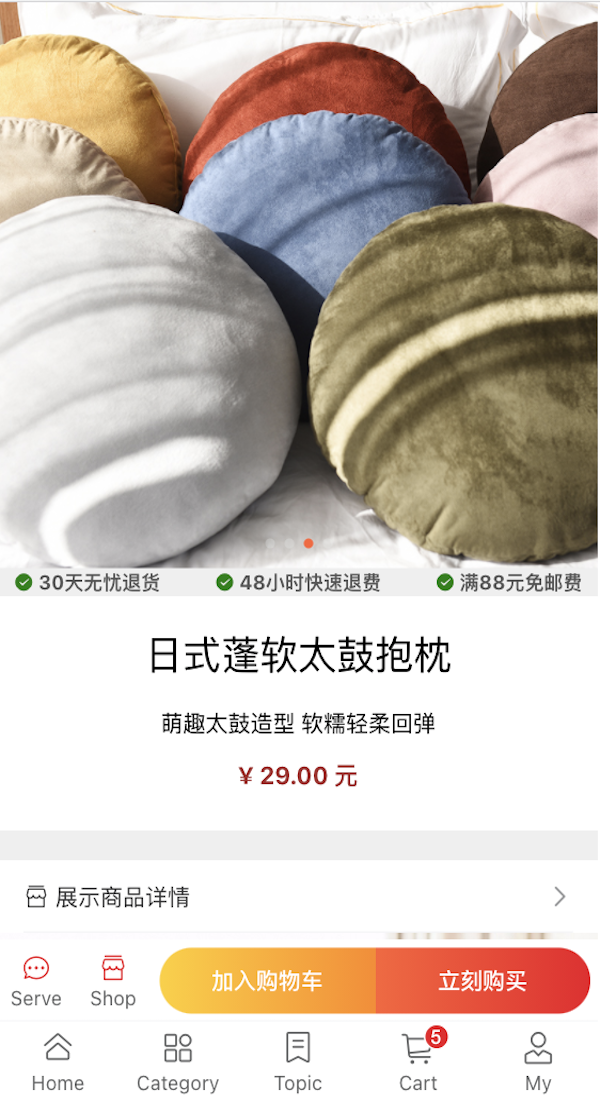 30天无忧退货 48小时快速退费 满88元免邮费
日式蓬软太鼓抱枕
萌趣太鼓造型 软糯轻柔回弹
¥ 29.00 元
展示商品详情
Serve Shop 加入购物车 立刻购买
5
Home Category Topic Cart My